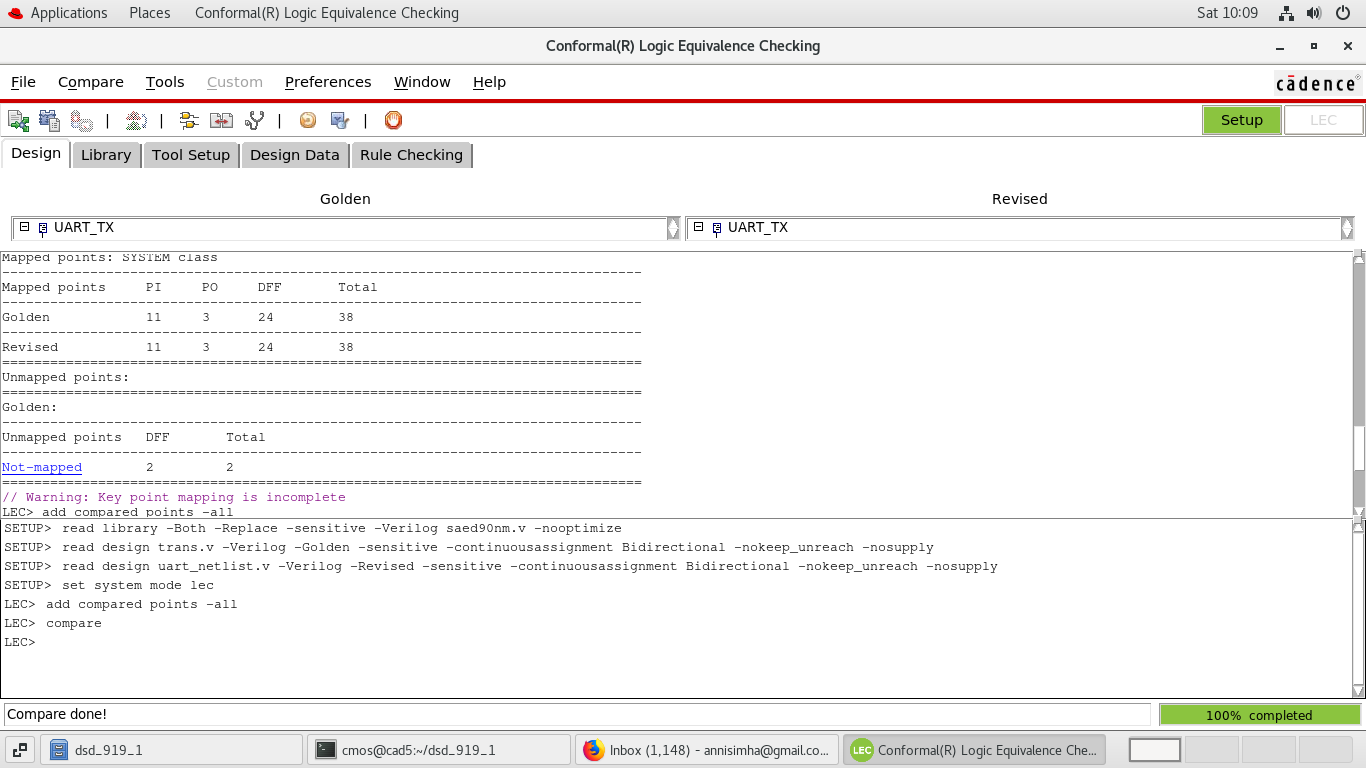 Applications Places Conformal(R) Logic Equivalence Checking Sat 10:09
Conformal(R) Logic Equivalence Checking
File Compare Tools Custom Preferences Window Help cādence®
Setup LEC
Design Library Tool Setup Design Data Rule Checking
Golden Revised
UART_TX UART_TX
Mapped points: SYSTEM class
--------------------------------------------------------------------------------
Mapped points PI PO DFF Total
--------------------------------------------------------------------------------
Golden 11 3 24 38
--------------------------------------------------------------------------------
Revised 11 3 24 38
================================================================================
Unmapped points:
================================================================================
Golden:
--------------------------------------------------------------------------------
Unmapped points DFF Total
--------------------------------------------------------------------------------
Not-mapped 2 2
================================================================================
// Warning: Key point mapping is incomplete
LEC> add compared points -all
SETUP> read library -Both -Replace -sensitive -Verilog saed90nm.v -nooptimize
SETUP> read design trans.v -Verilog -Golden -sensitive -continuousassignment Bidirectional -nokeep_unreach -nosupply
SETUP> read design uart_netlist.v -Verilog -Revised -sensitive -continuousassignment Bidirectional -nokeep_unreach -nosupply
SETUP> set system mode lec
LEC> add compared points -all
LEC> compare
LEC>
Compare done! 100% completed
dsd_919_1 cmos@cad5:~/dsd_919_1 Inbox (1,148) - annisimha@gmail.co... LEC Conformal(R) Logic Equivalence Che...